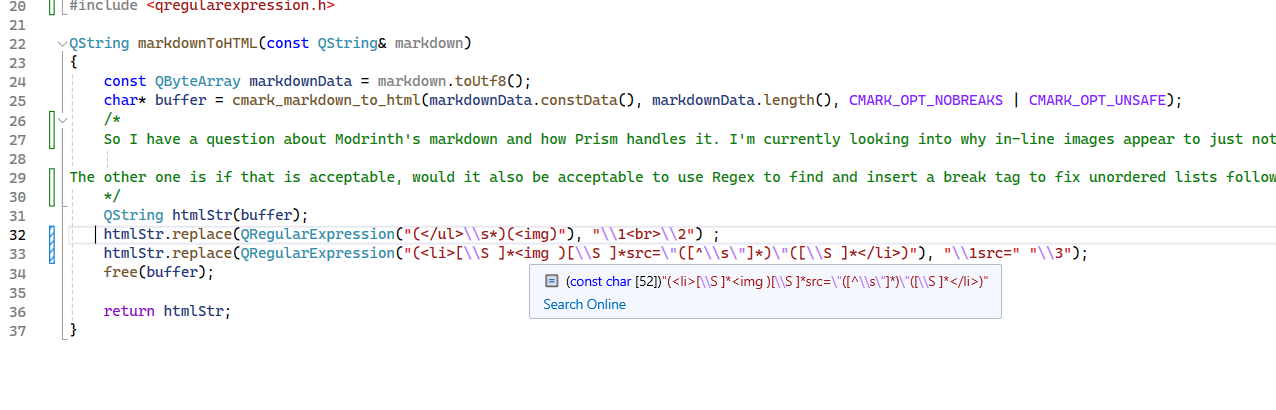 20 #include <qregularexpression.h>
21
22 QString markdownToHTML(const QString& markdown)
23 {
24 const QByteArray markdownData = markdown.toUtf8();
25 char* buffer = cmark_markdown_to_html(markdownData.constData(), markdownData.length(), CMARK_OPT_NOBREAKS | CMARK_OPT_UNSAFE);
26 /*
27 So I have a question about Modrinth's markdown and how Prism handles it. I'm currently looking into why in-line images appear to just not
28
29 The other one is if that is acceptable, would it also be acceptable to use Regex to find and insert a break tag to fix unordered lists follow
30 */
31 QString htmlStr(buffer);
32 htmlStr.replace(QRegularExpression("(</ul>\\s*)(<img)"), "\\1<br>\\2") ;
33 htmlStr.replace(QRegularExpression("(<li>[\\S ]*<img )[\\S ]*src=\"([^\\s\"]*)\"([\\S ]*</li>)"), "\\1src=" "\\3");
34 free(buffer);
(const char [52])"(<li>[\\S ]*<img )[\\S ]*src=\"([^\\s\"]*)\"([\\S ]*</li>)"
35
Search Online
36 return htmlStr;
37 }